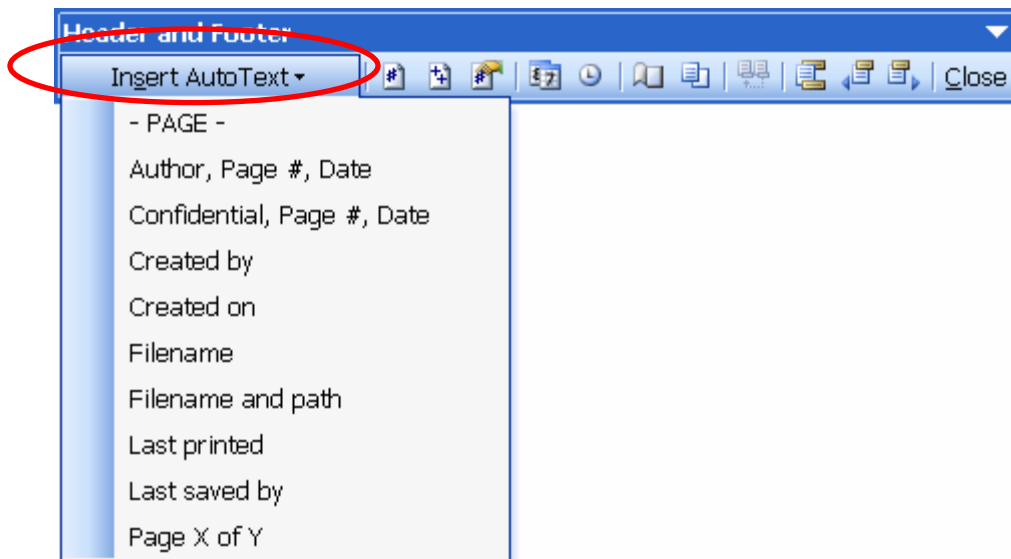 Header and Footer
Insert AutoText Close
- PAGE -
Author, Page #, Date
Confidential, Page #, Date
Created by
Created on
Filename
Filename and path
Last printed
Last saved by
Page X of Y